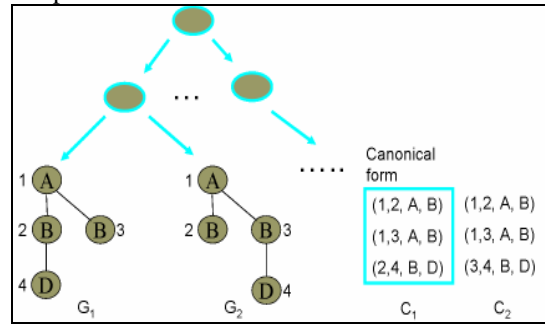 ...
.....
Canonical
form
1 A
1 A
(1,2, A, B) (1,2, A, B)
2 B B 3
2 B B 3
(1,3, A, B) (1,3, A, B)
(2,4, B, D) (3,4, B, D)
4 D
D 4
G1 G2 C1 C2